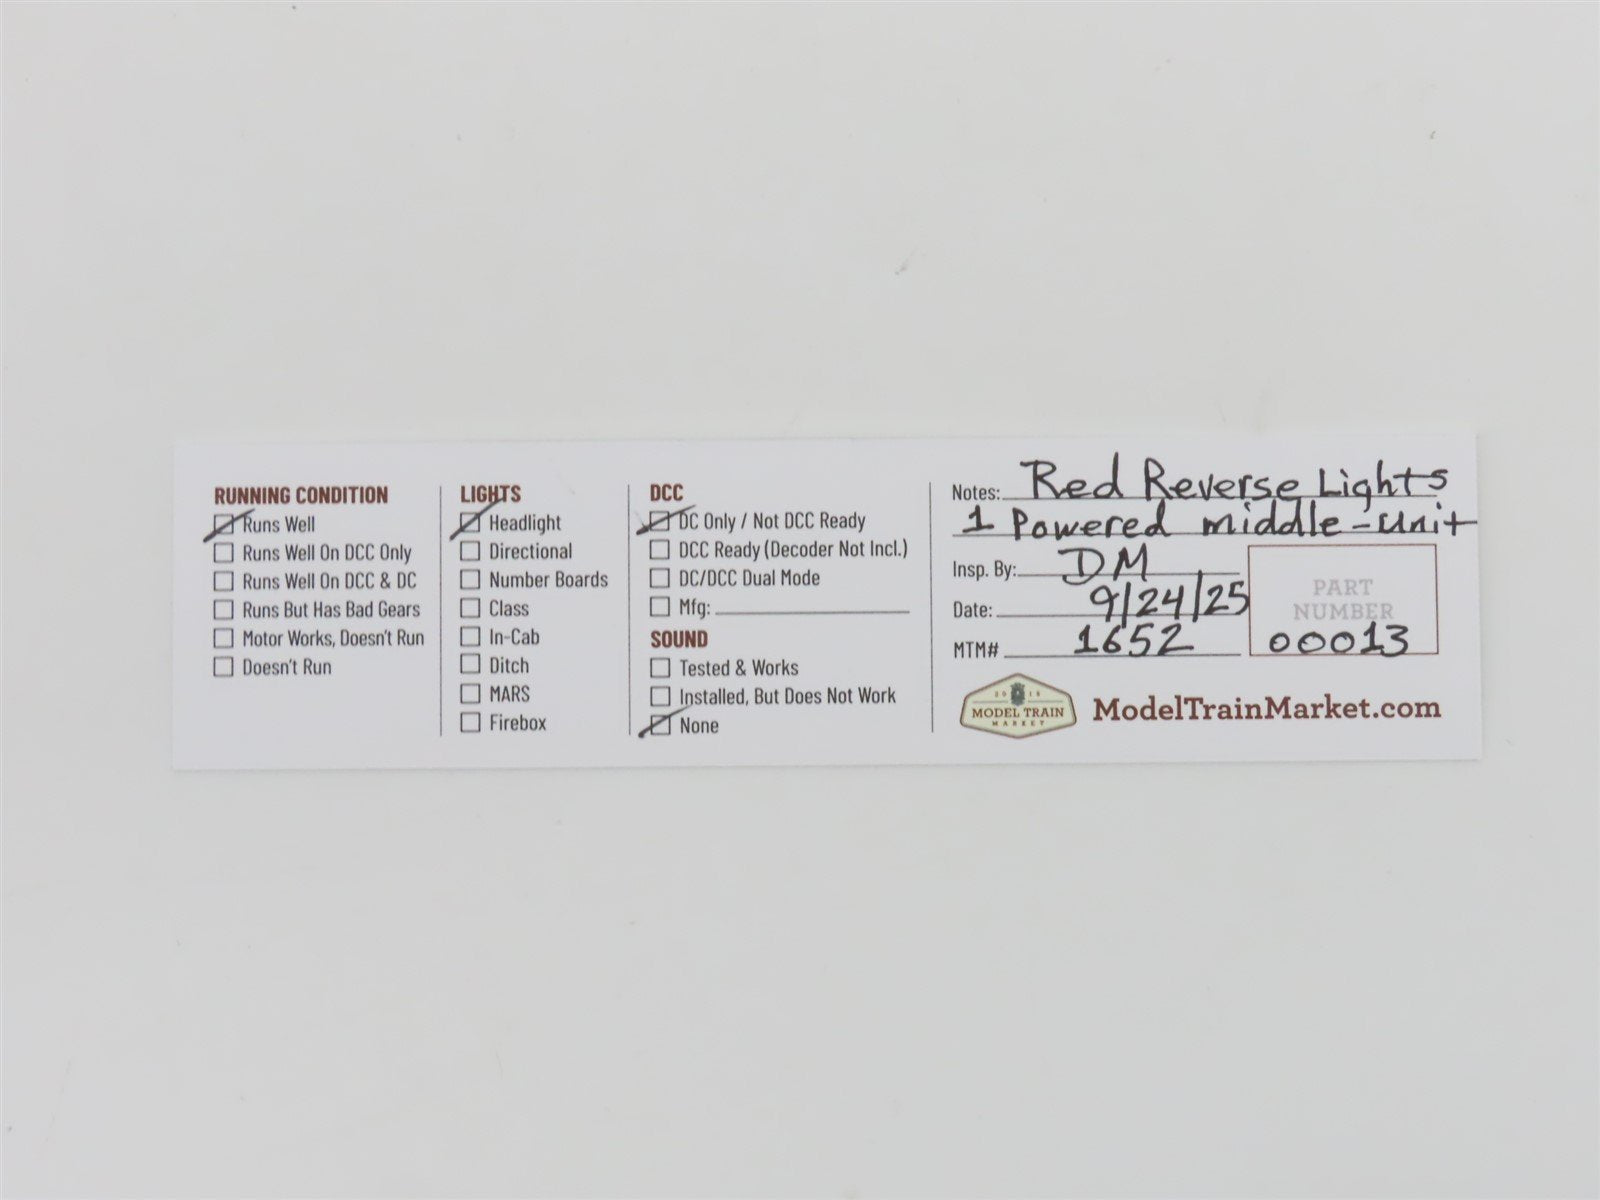 RUNNING CONDITION
Runs Well
Runs Well On DCC Only
Runs Well On DCC & DC
Runs But Has Bad Gears
Motor Works, Doesn't Run
Doesn't Run
LIGHTS
Headlight
Directional
Number Boards
Class
In-Cab
Ditch
MARS
Firebox
DCC
DC Only / Not DCC Ready
DCC Ready (Decoder Not Incl.)
DC/DCC Dual Mode
Mfg:
SOUND
Tested & Works
Installed, But Does Not Work
None
Notes: Red Reverse Lights
1 Powered middle-unit
Insp. By: DM
Date: 9/24/25
MTM# 1652
PART
NUMBER
00013
MODEL TRAIN
MARKET
ModelTrainMarket.com